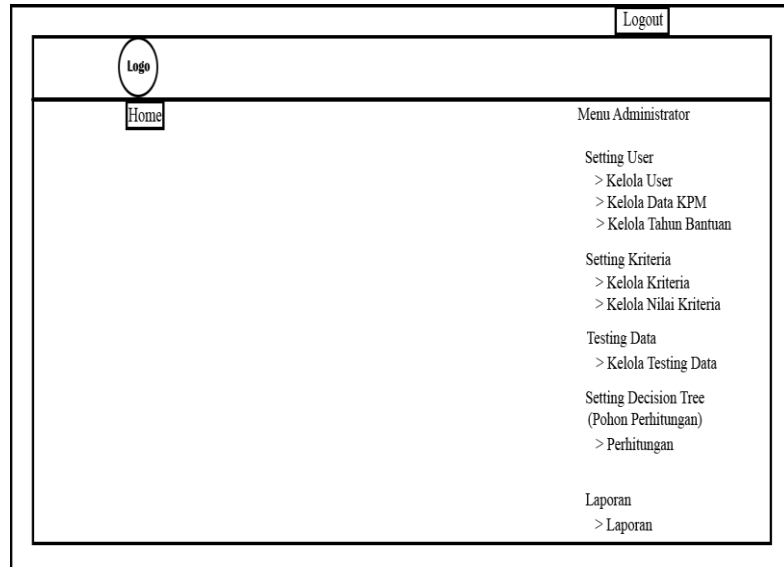 Logout
Logo
Home
Menu Administrator
Setting User
> Kelola User
> Kelola Data KPM
> Kelola Tahun Bantuan
Setting Kriteria
> Kelola Kriteria
> Kelola Nilai Kriteria
Testing Data
> Kelola Testing Data
Setting Decision Tree
(Pohon Perhitungan)
> Perhitungan
Laporan
> Laporan